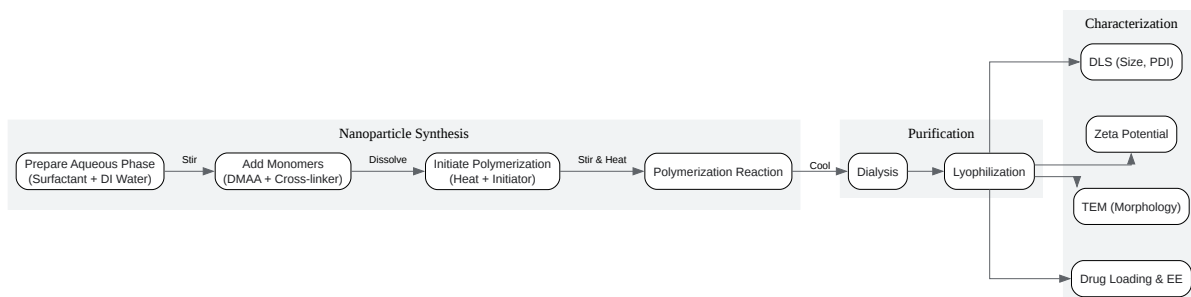 Characterization
DLS (Size, PDI)
Nanoparticle Synthesis
Purification
Zeta Potential
Prepare Aqueous Phase
(Surfactant + DI Water)
Stir
Add Monomers
(DMAA + Cross-linker)
Dissolve
Initiate Polymerization
(Heat + Initiator)
Stir & Heat
Polymerization Reaction
Cool
Dialysis
Lyophilization
TEM (Morphology)
Drug Loading & EE